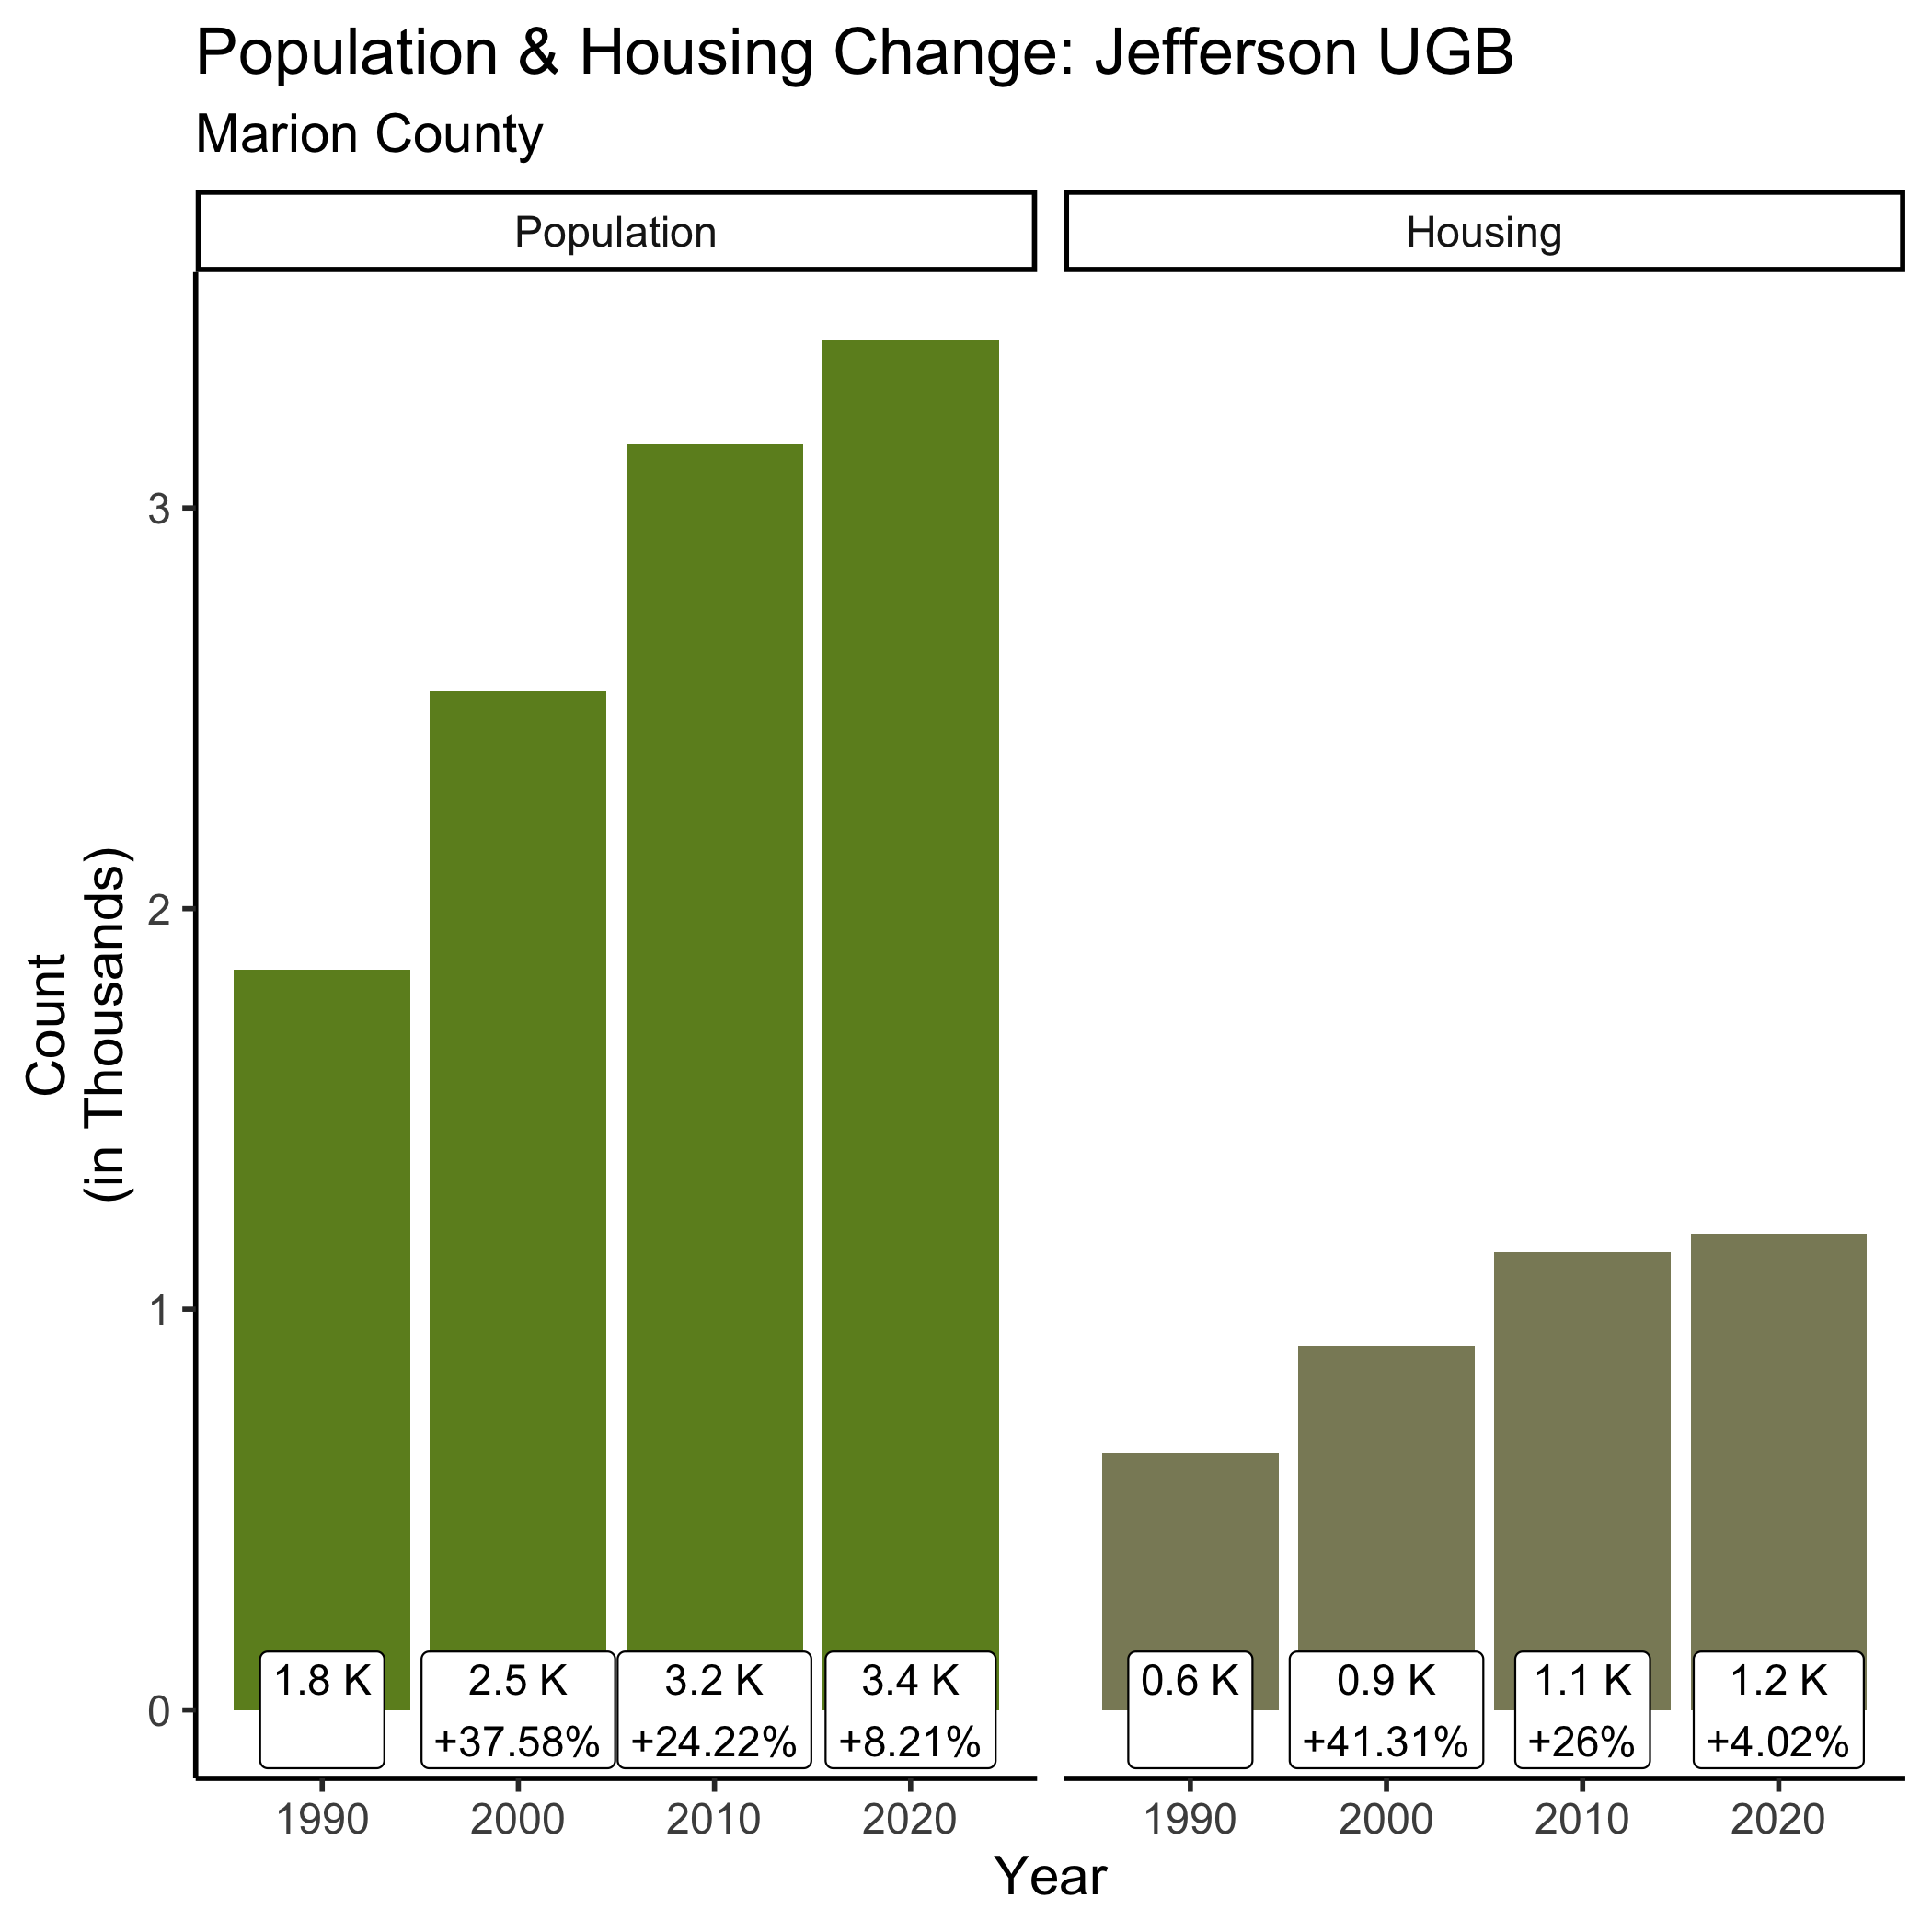 Population & Housing Change: Jefferson UGB
Marion County
Population
Housing
Count
(in Thousands)
3
2
1
0
1.8 K
2.5 K
+37.58%
3.2 K
+24.22%
3.4 K
+8.21%
0.6 K
0.9 K
+41.31%
1.1 K
+26%
1.2 K
+4.02%
1990 2000 2010 2020
1990 2000 2010 2020
Year